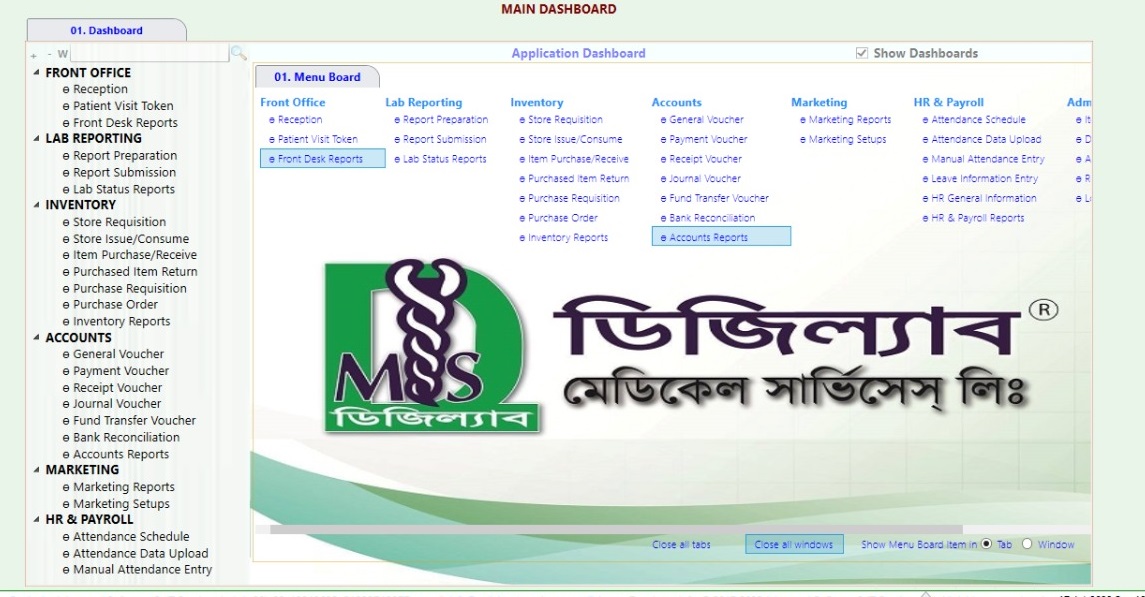 MAIN DASHBOARD
01. Dashboard
+ - W
Application Dashboard
Show Dashboards
FRONT OFFICE
Reception
Patient Visit Token
Front Desk Reports
LAB REPORTING
Report Preparation
Report Submission
Lab Status Reports
INVENTORY
Store Requisition
Store Issue/Consume
Item Purchase/Receive
Purchased Item Return
Purchase Requisition
Purchase Order
Inventory Reports
ACCOUNTS
General Voucher
Payment Voucher
Receipt Voucher
Journal Voucher
Fund Transfer Voucher
Bank Reconciliation
Accounts Reports
MARKETING
Marketing Reports
Marketing Setups
HR & PAYROLL
Attendance Schedule
Attendance Data Upload
Manual Attendance Entry
01. Menu Board
Front Office
Reception
Patient Visit Token
Front Desk Reports
Lab Reporting
Report Preparation
Report Submission
Lab Status Reports
Inventory
Store Requisition
Store Issue/Consume
Item Purchase/Receive
Purchased Item Return
Purchase Requisition
Purchase Order
Inventory Reports
Accounts
General Voucher
Payment Voucher
Receipt Voucher
Journal Voucher
Fund Transfer Voucher
Bank Reconciliation
Accounts Reports
Marketing
Marketing Reports
Marketing Setups
HR & Payroll
Attendance Schedule
Attendance Data Upload
Manual Attendance Entry
Leave Information Entry
HR General Information
HR & Payroll Reports
Adm
D
MS
ডিজিল্যাব
ডিজিল্যাব ®
মেডিকেল সার্ভিসেস্ লিঃ
Close all tabs
Close all windows
Show Menu Board Item in Tab Window